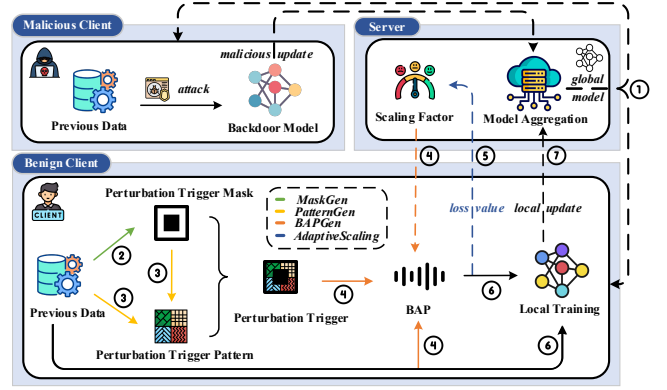 Malicious Client
Server
malicious update
attack
Previous Data
Backdoor Model
Scaling Factor
Model Aggregation
global
model
1
4
5
7
Benign Client
CLIENT
Perturbation Trigger Mask
MaskGen
PatternGen
BAPGen
AdaptiveScaling
loss value
local update
2
3
3
4
6
Previous Data
Perturbation Trigger
BAP
Local Training
Perturbation Trigger Pattern
4
6